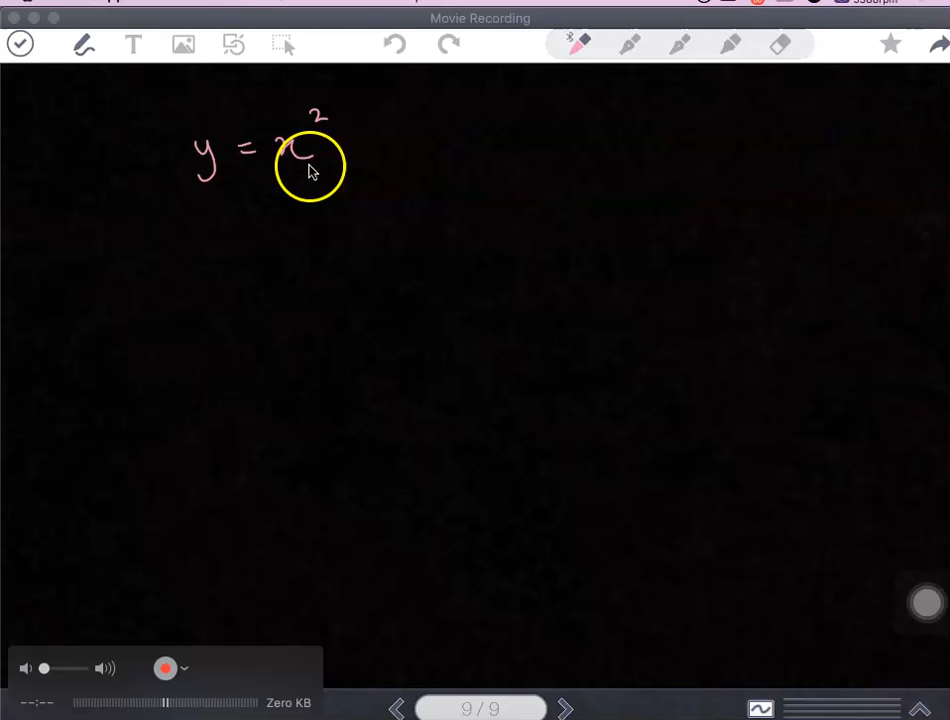 Movie Recording
y = x²
--:--
Zero KB
9/9